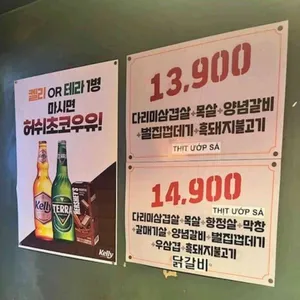 켈리 OR 테라 1병
마시면
허쉬초코우유!
Kelly
TERRA
HERSHEY'S
Kelly
13.900
다리미삼겹살+목살+양념갈비
+벌집껍데기+흑돼지불고기
THỊT ƯỚP SẢ
14.900
THỊT ƯỚP SẢ
다리미삼겹살+목살+항정살+막창
+갈매기살+양념갈비+벌집껍데기
+우삼겹+흑돼지불고기
닭갈비